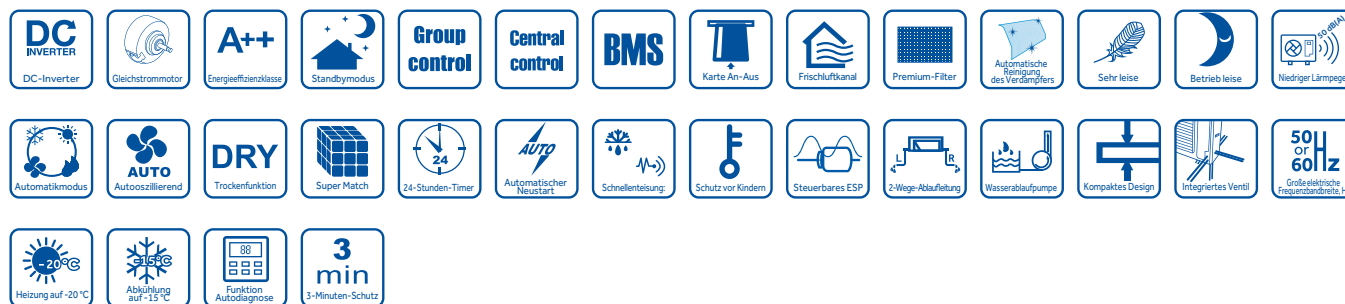 DC
INVERTER
DC-Inverter
Gleichstrommotor
A++
Energieeffizienzklasse
Standbymodus
Group
control
Central
control
BMS
Karte An-Aus
Frischluftkanal
Premium-Filter
Automatische
Reinigung
des Verdampfers
Sehr leise
Betrieb leise
50 dB(A)
Niedriger Lärmpege
Automatikmodus
AUTO
Autooszillierend
DRY
Trockenfunktion
Super Match
24
24-Stunden-Timer
AUTO
Automatischer
Neustart
Schnellenteisung:
Schutz vor Kindern
Steuerbares ESP
L
R
2-Wege-Ablaufleitung
Wasserablaufpumpe
Kompaktes Design
Integriertes Ventil
50
or
60
Hz
Große elektrische
Frequenzbandbreite, H
-20°C
Heizung auf -20 °C
-15°C
Abkühlung
auf -15 °C
88
Funktion
Autodiagnose
3
min
3-Minuten-Schutz